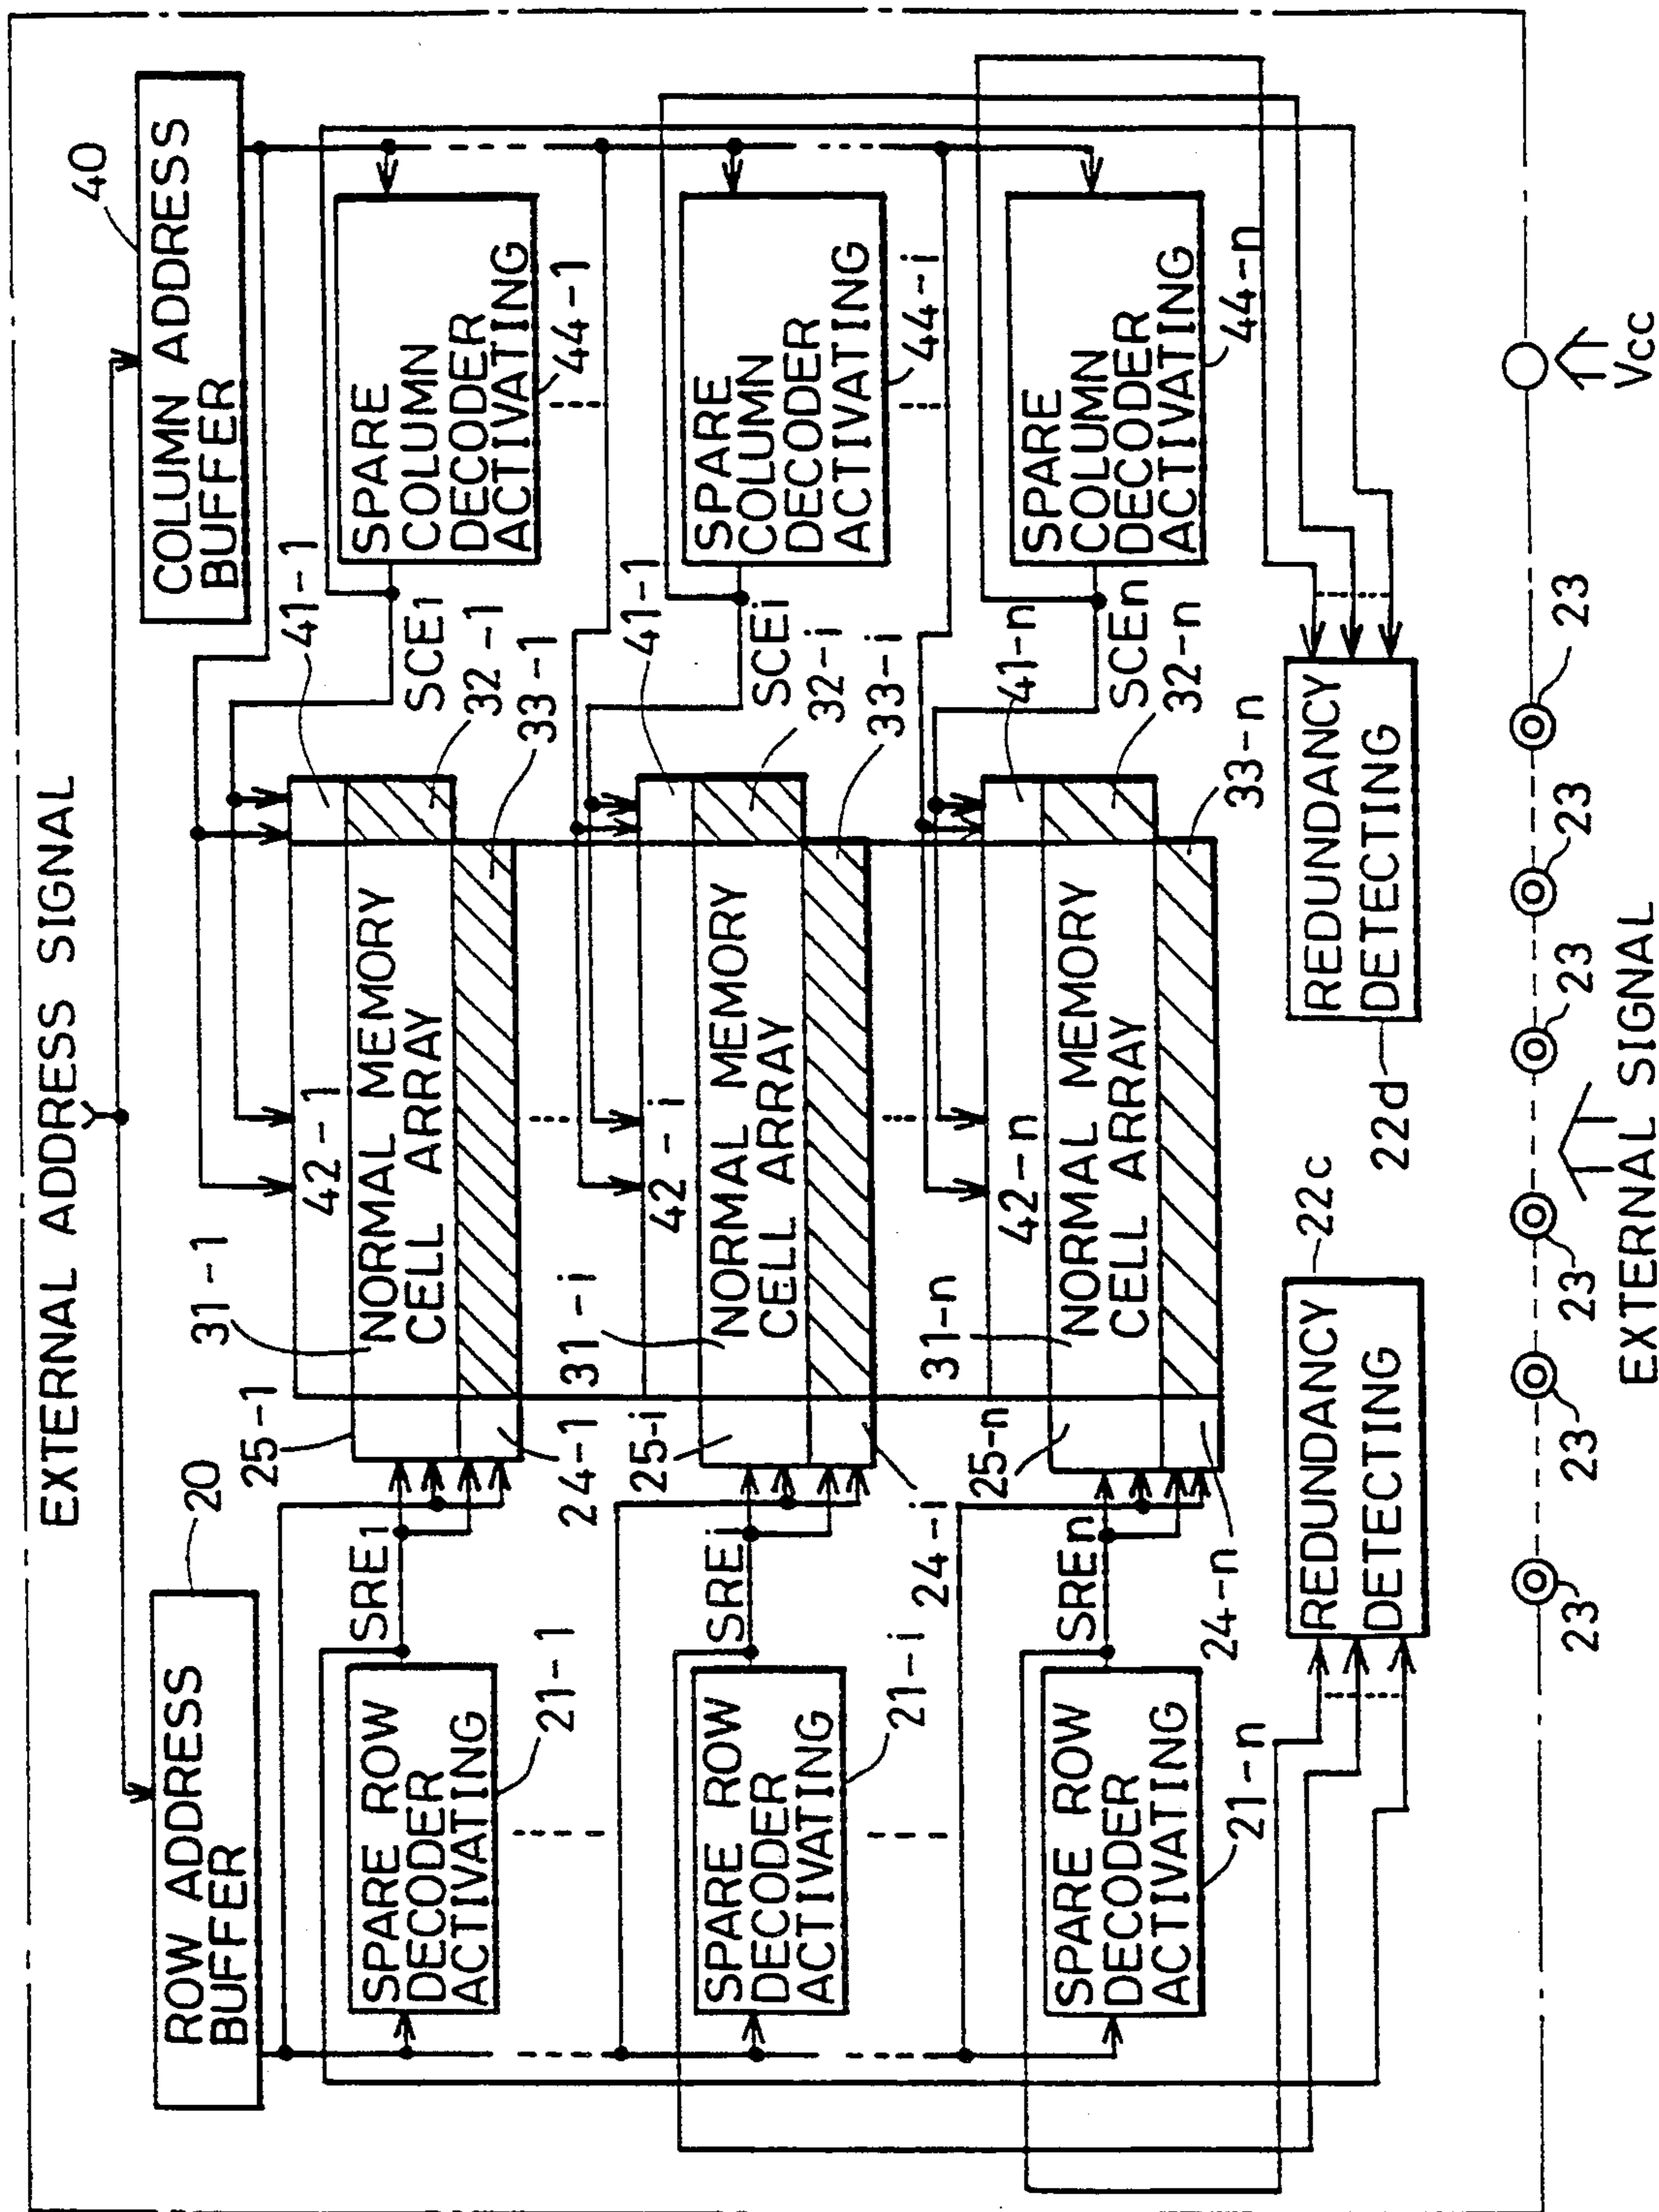 EXTERNAL ADDRESS SIGNAL
20
ROW ADDRESS
BUFFER
40
COLUMN ADDRESS
BUFFER
SPARE ROW
DECODER
ACTIVATING
21-1
SRE1
25-1
24-1
31-1
42-1
NORMAL MEMORY
CELL ARRAY
41-1
SCE1
32-1
33-1
SPARE
COLUMN
DECODER
ACTIVATING
44-1
SPARE ROW
DECODER
ACTIVATING
21-i
SREi
25-i
24-i
31-i
42-i
NORMAL MEMORY
CELL ARRAY
41-1
SCEi
32-i
33-i
SPARE
COLUMN
DECODER
ACTIVATING
44-i
SPARE ROW
DECODER
ACTIVATING
21-n
SREn
25-n
24-n
31-n
42-n
NORMAL MEMORY
CELL ARRAY
41-n
SCEn
32-n
33-n
SPARE
COLUMN
DECODER
ACTIVATING
44-n
REDUNDANCY
DETECTING
22c
REDUNDANCY
DETECTING
22d
23
23
23
23
23
23
23
EXTERNAL SIGNAL
Vcc